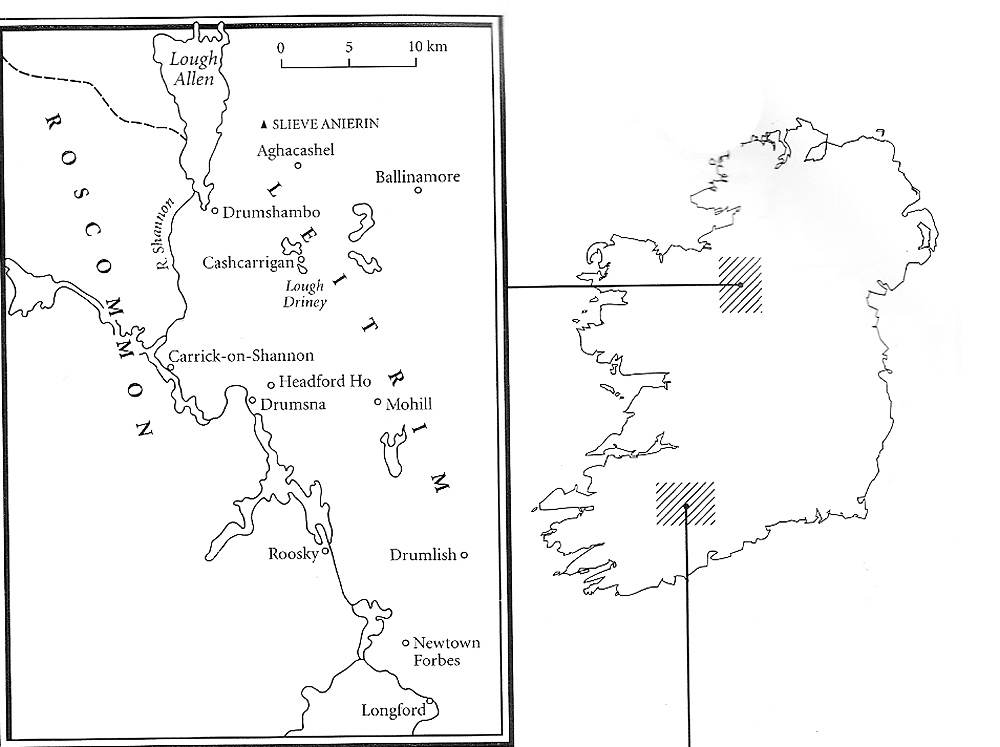 Lough
Allen
0 5 10 km
SLIEVE ANIERIN
Aghacashel
Ballinamore
Drumshambo
R. Shannon
Cashcarrigan
Lough
Driney
ROSCOMMON
LEITRIM
Carrick-on-Shannon
Headford Ho
Drumsna
Mohill
Roosky
Drumlish
Newtown
Forbes
Longford